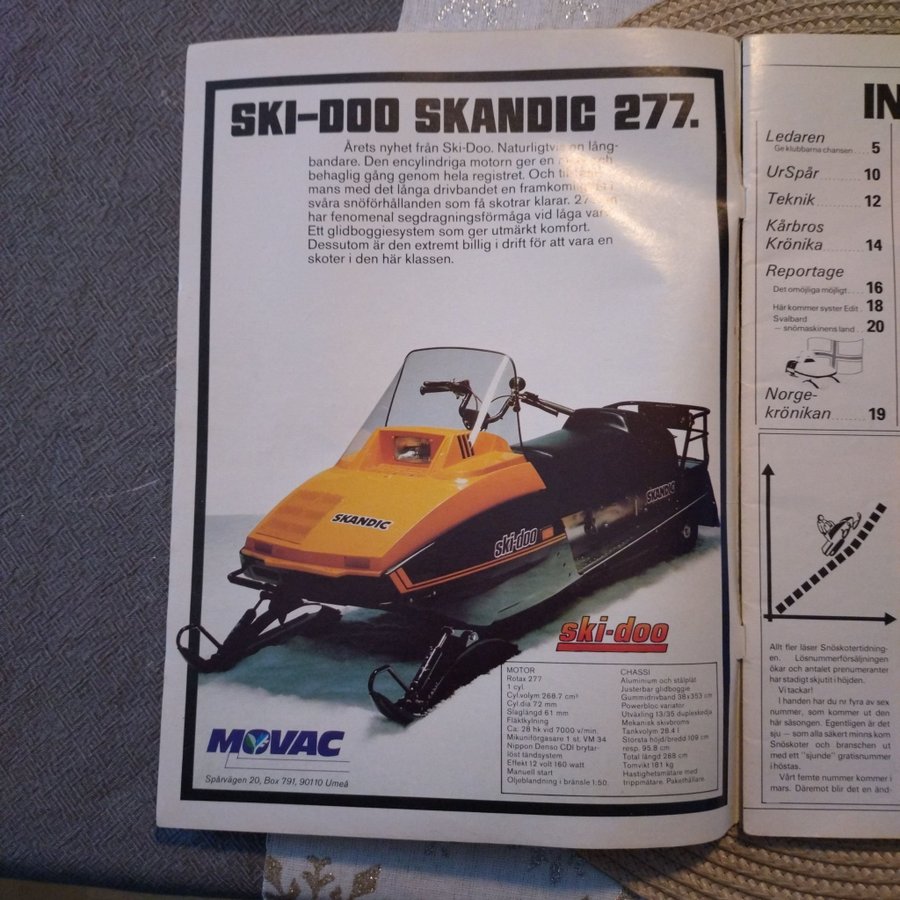 SKI-DOO SKANDIC 277.
Årets nyhet från Ski-Doo. Naturligtvis en lång-
bandare. Den encylindriga motorn ger en och
behaglig gång genom hela registret. Och
mans med det långa drivbandet en framkomlighet i
svåra snöförhållanden som få skotrar klarar.
har fenomenal segdragningsförmåga vid låga
Ett glidboggiesystem som ger utmärkt komfort.
Dessutom är den extremt billig i drift för att vara en
skoter i den här klassen.
SKANDIC
ski-doo
SKANDIC
ski-doo
MOTOR
Rotax 277
1 cyl.
Cyl.volym 268.7 cm³
Cyl.dia 72 mm
Slaglängd 61 mm
Fläktkylning
Ca: 28 hk vid 7000 v/min.
Mikuniförgasare 1 st. VM 34
Nippon Denso CDI brytar-
löst tändsystem
Effekt 12 volt 160 watt
Manuell start
Oljeblandning i bränsle 1:50.
CHASSI
Aluminium och stålplåt
Justerbar glidboggie
Gummidrivband 38x353 cm
Powerbloc variator
Utväxling 13/35 duplexkedja
Mekanisk skivbroms
Tankvolym 28.4 l
Största höjd/bredd 109 cm
resp. 95.8 cm
Total längd 288 cm
Tomvikt 181 kg
Hastighetsmätare med
trippmätare. Pakethållare.
MOVAC
Spårvägen 20, Box 791, 90110 Umeå
IN
Ledaren
Ge klubbarna chansen 5
UrSpår 10
Teknik 12
Kårbros
Krönika 14
Reportage
Det omöjliga möjligt 16
Här kommer syster Edit 18
Svalbard
– snömaskinens land 20
Norge-
krönikan 19
Allt fler läser Snöskotertidning-
en. Lösnummerförsäljningen
ökar och antalet prenumeranter
har stadigt skjutit i höjden.
Vi tackar!
I handen har du nr fyra av sex
nummer, som kommer ut den
här säsongen. Egentligen är det
sju — som alla säkert minns kom
Snöskoter och branschen ut
med ett "sjunde" gratisnummer
i höstas.
Vårt femte nummer kommer i
mars. Däremot blir det en änd-